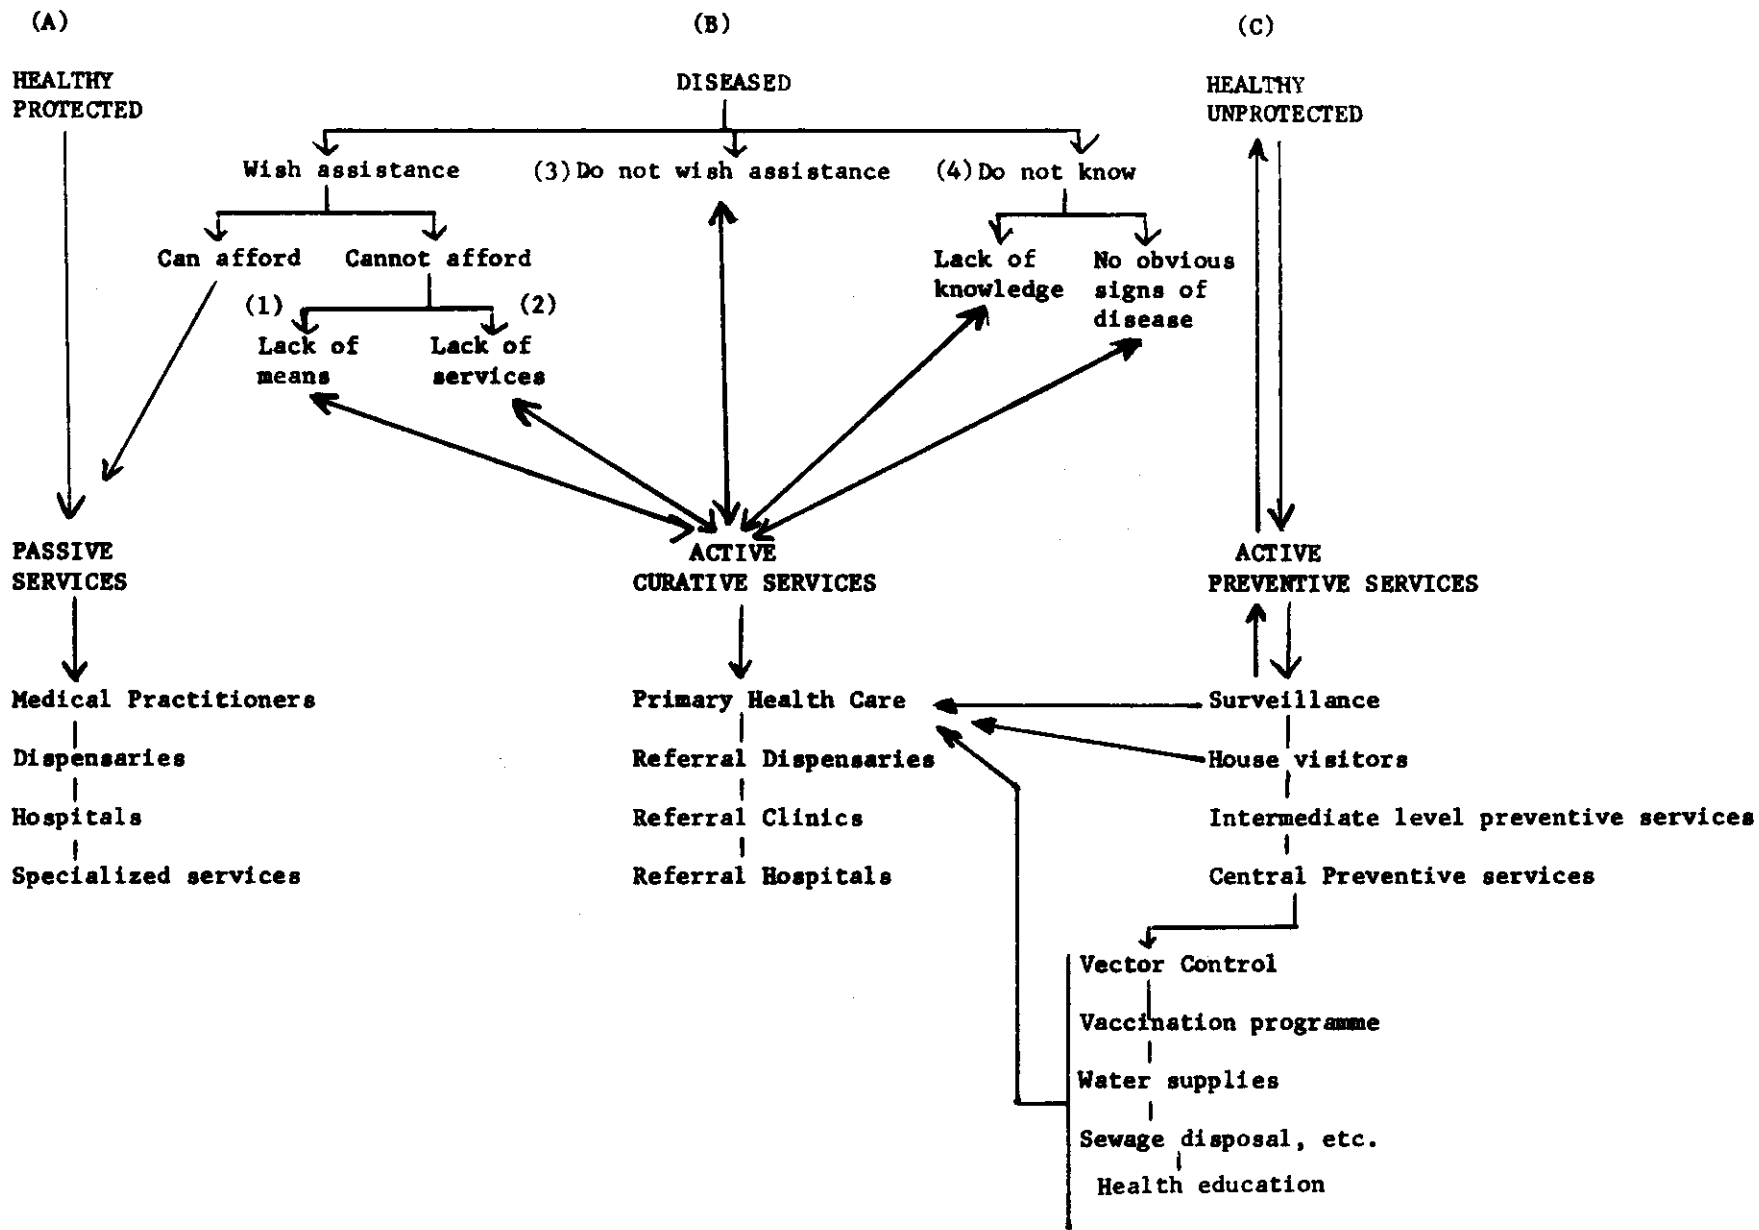 (A)
(B)
(C)
HEALTHY
PROTECTED
DISEASED
HEALTHY
UNPROTECTED
Wish assistance
(3) Do not wish assistance
(4) Do not know
Can afford
Cannot afford
Lack of
knowledge
No obvious
signs of
disease
(1)
(2)
Lack of
means
Lack of
services
PASSIVE
SERVICES
ACTIVE
CURATIVE SERVICES
ACTIVE
PREVENTIVE SERVICES
Medical Practitioners
Dispensaries
Hospitals
Specialized services
Primary Health Care
Referral Dispensaries
Referral Clinics
Referral Hospitals
Surveillance
House visitors
Intermediate level preventive services
Central Preventive services
Vector Control
Vaccination programme
Water supplies
Sewage disposal, etc.
Health education